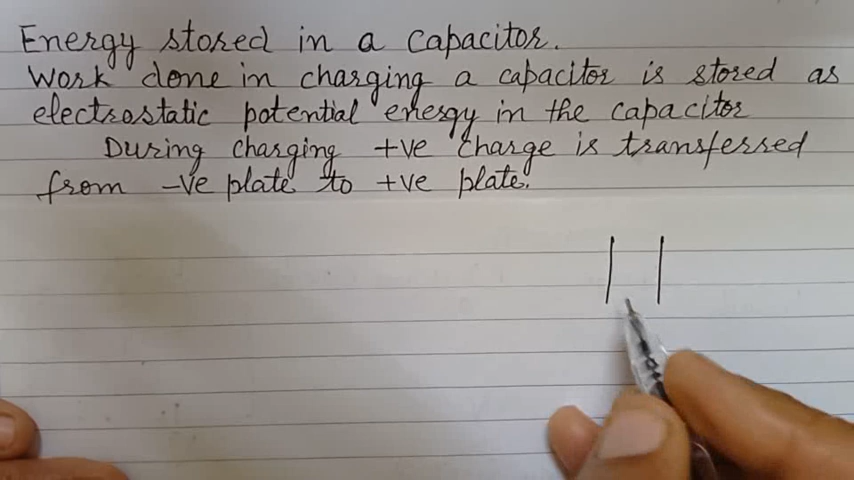 Energy stored in a capacitor.
Work done in charging a capacitor is stored as
electrostatic potential energy in the capacitor
During charging +ve charge is transferred
from -ve plate to +ve plate.